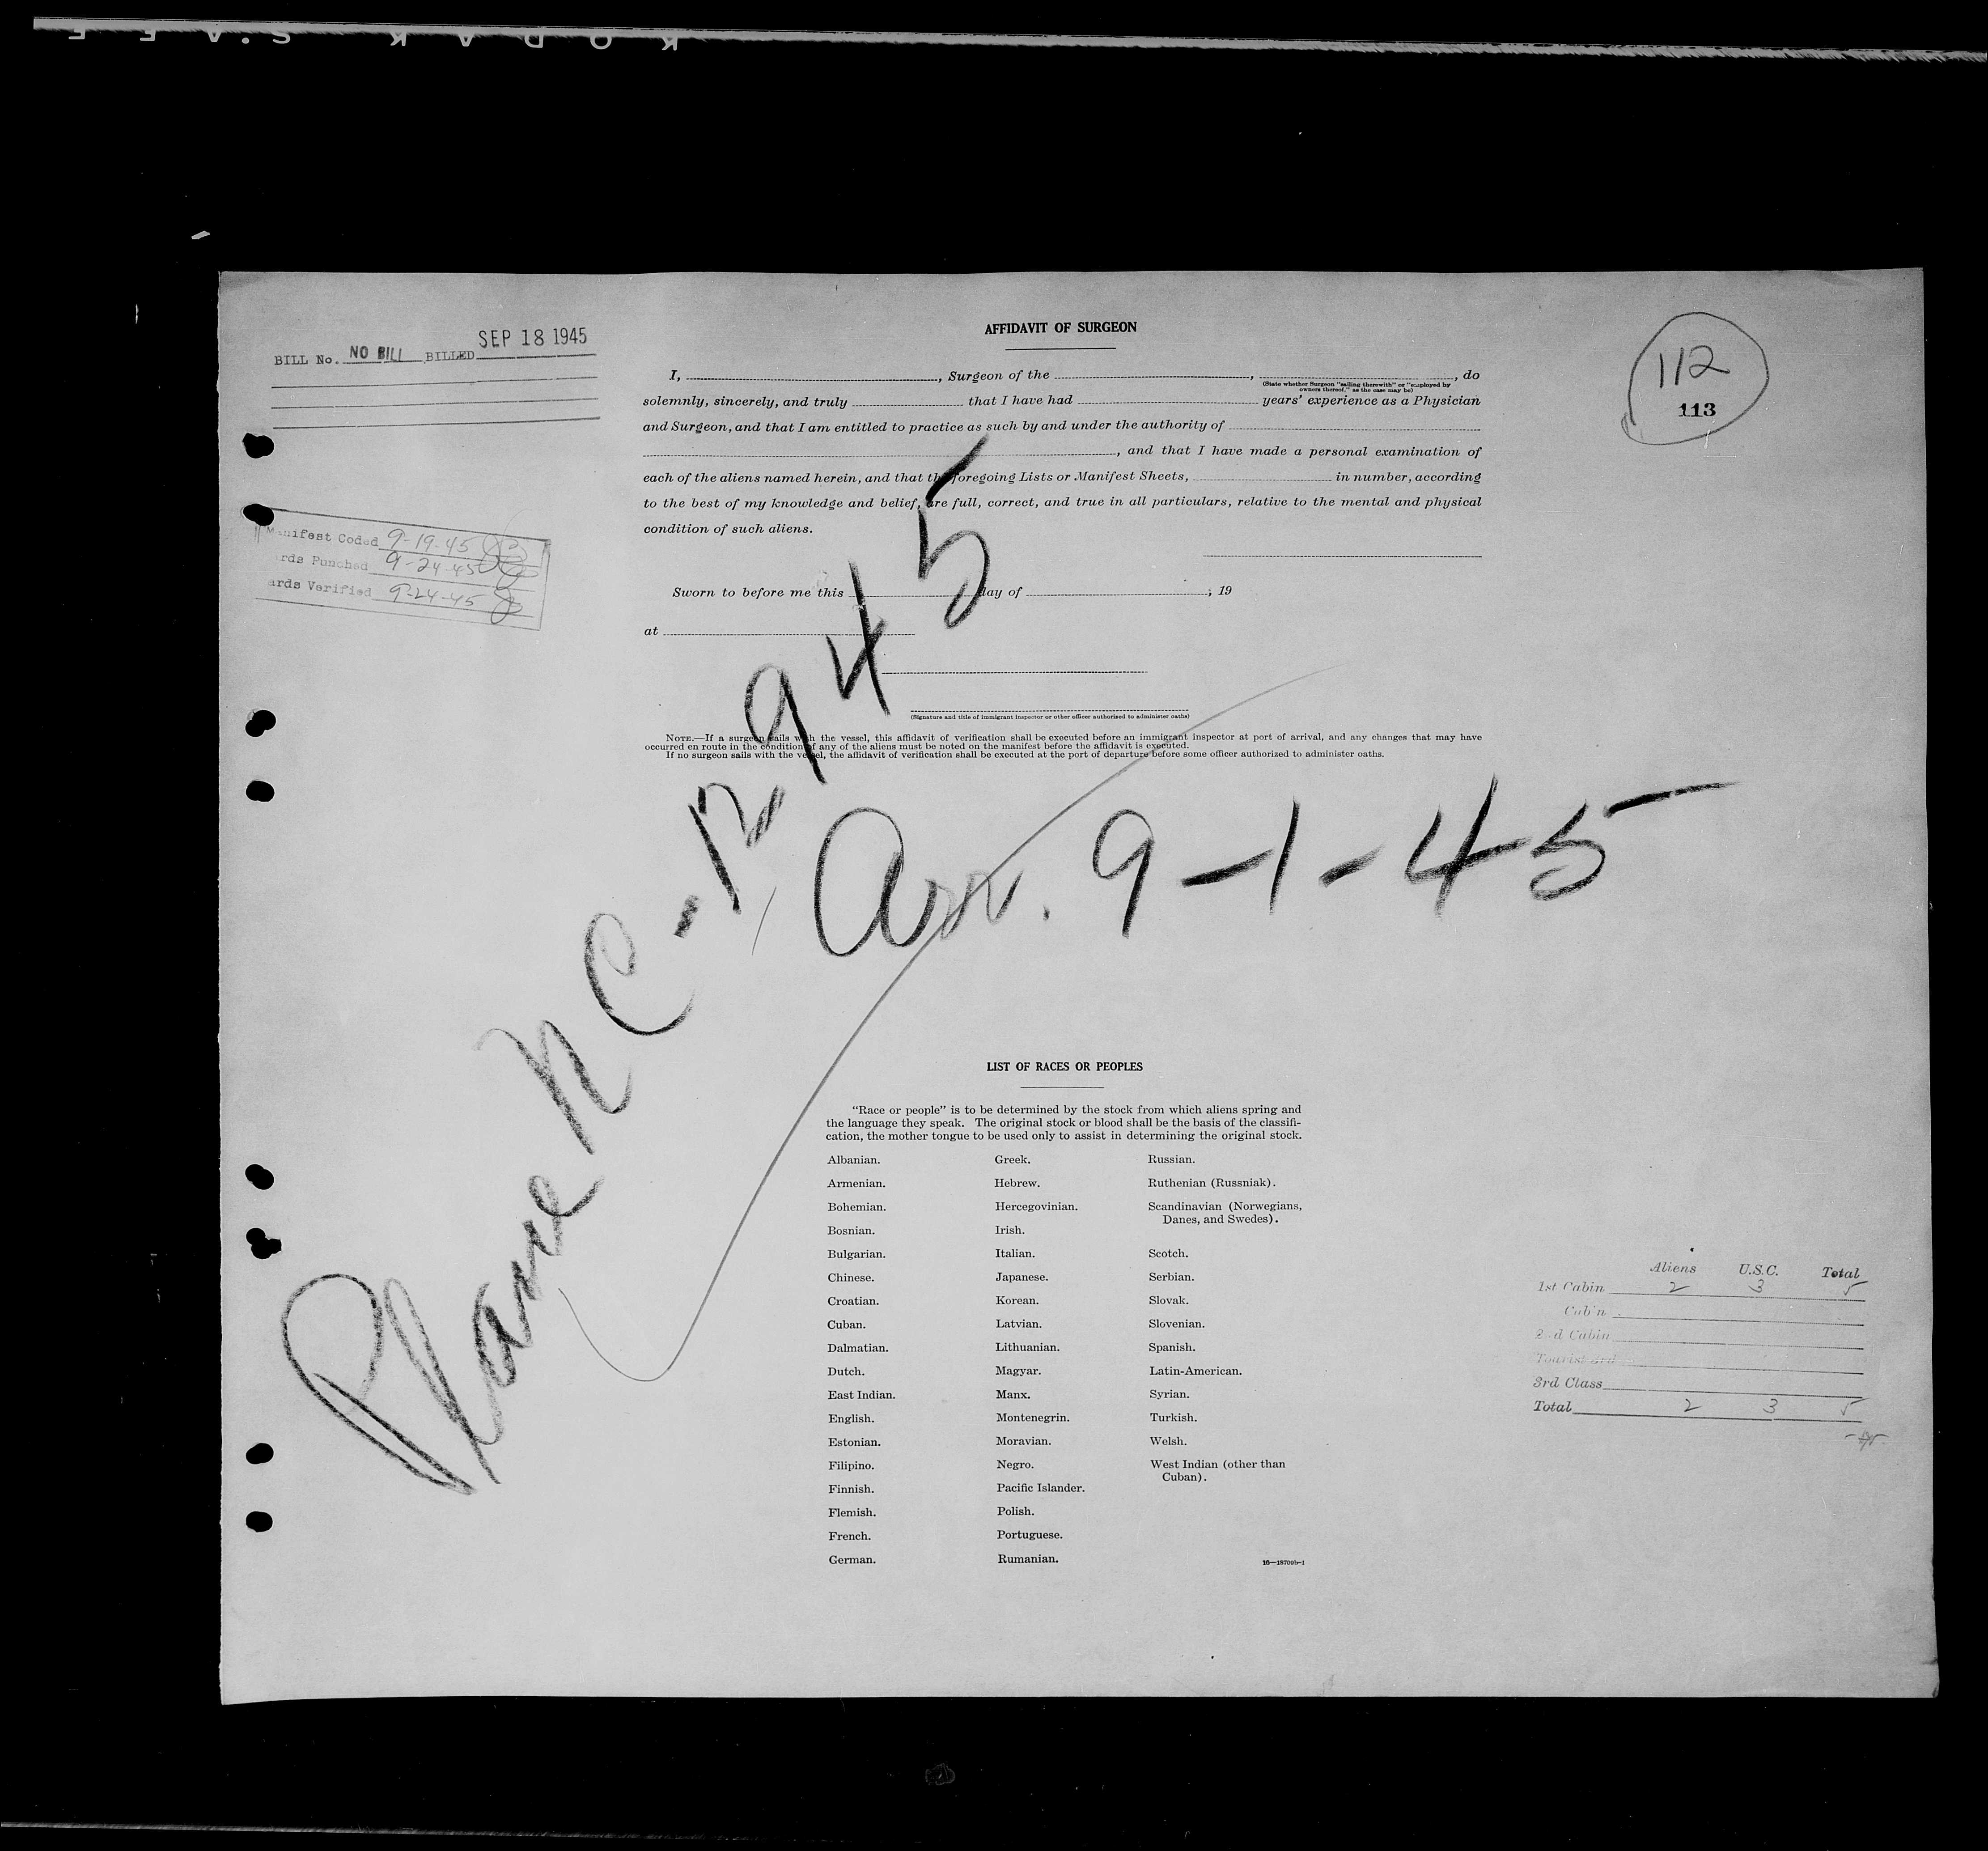 KODAK S.A F E
SEP 18 1945
BILL No. NO BILL BILLED
AFFIDAVIT OF SURGEON
112
113
I, , Surgeon of the , , do
(State whether Surgeon "sailing therewith" or "employed by
owners thereof," as the case may be)
solemnly, sincerely, and truly that I have had years' experience as a Physician
and Surgeon, and that I am entitled to practice as such by and under the authority of
, and that I have made a personal examination of
each of the aliens named herein, and that the foregoing Lists or Manifest Sheets, in number, according
to the best of my knowledge and belief, are full, correct, and true in all particulars, relative to the mental and physical
condition of such aliens.
Manifest Coded 9-19-45
ards Punched 9-24-45
ards Verified 9-24-45
Sworn to before me this day of , 19
at
(Signature and title of immigrant inspector or other officer authorized to administer oaths)
NOTE.—If a surgeon sails with the vessel, this affidavit of verification shall be executed before an immigrant inspector at port of arrival, and any changes that may have
occurred en route in the condition of any of the aliens must be noted on the manifest before the affidavit is executed.
If no surgeon sails with the vessel, the affidavit of verification shall be executed at the port of departure before some officer authorized to administer oaths.
Plane NC-12945
Arr. 9-1-45
LIST OF RACES OR PEOPLES
"Race or people" is to be determined by the stock from which aliens spring and
the language they speak. The original stock or blood shall be the basis of the classifi-
cation, the mother tongue to be used only to assist in determining the original stock.
Albanian.
Armenian.
Bohemian.
Bosnian.
Bulgarian.
Chinese.
Croatian.
Cuban.
Dalmatian.
Dutch.
East Indian.
English.
Estonian.
Filipino.
Finnish.
Flemish.
French.
German.
Greek.
Hebrew.
Hercegovinian.
Irish.
Italian.
Japanese.
Korean.
Latvian.
Lithuanian.
Magyar.
Manx.
Montenegrin.
Moravian.
Negro.
Pacific Islander.
Polish.
Portuguese.
Rumanian.
Russian.
Ruthenian (Russniak).
Scandinavian (Norwegians,
Danes, and Swedes).
Scotch.
Serbian.
Slovak.
Slovenian.
Spanish.
Latin-American.
Syrian.
Turkish.
Welsh.
West Indian (other than
Cuban).
16—18709b-1
Aliens U.S.C. Total
1st Cabin 2 3 5
Cabin
2nd Cabin
Tourist 3rd
3rd Class
Total 2 3 5